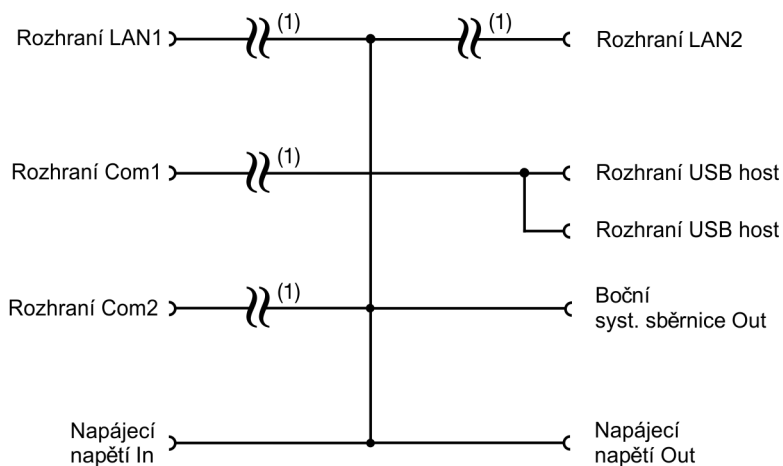 Rozhraní LAN1
(1)
(1)
Rozhraní LAN2
Rozhraní Com1
(1)
Rozhraní USB host
Rozhraní USB host
Rozhraní Com2
(1)
Boční
syst. sběrnice Out
Napájecí
napětí In
Napájecí
napětí Out